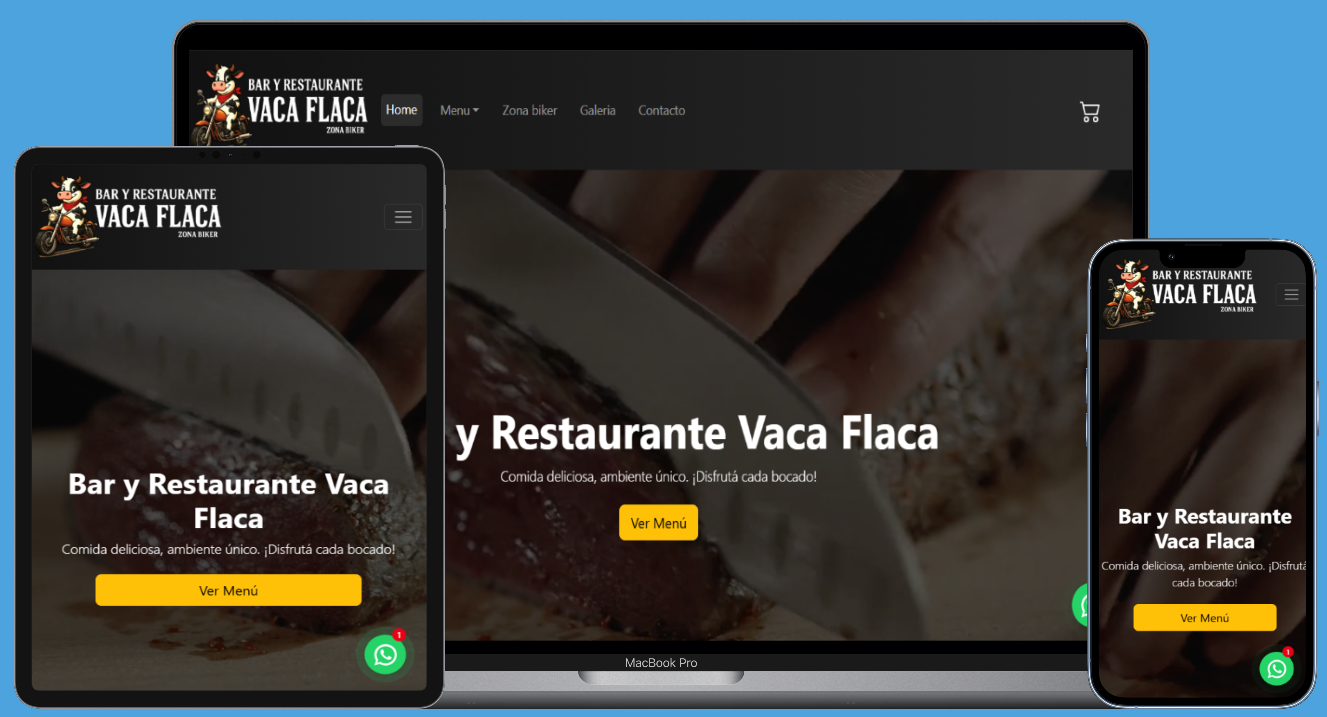 BAR Y RESTAURANTE
VACA FLACA
ZONA BIKER
Home
Menu
Zona biker
Galeria
Contacto
y Restaurante Vaca Flaca
Comida deliciosa, ambiente único. ¡Disfrutá cada bocado!
Ver Menú
MacBook Pro
BAR Y RESTAURANTE
VACA FLACA
ZONA BIKER
Bar y Restaurante Vaca
Flaca
Comida deliciosa, ambiente único. ¡Disfrutá cada bocado!
Ver Menú
1
BAR Y RESTAURANTE
VACA FLACA
ZONA BIKER
Bar y Restaurante
Vaca Flaca
Comida deliciosa, ambiente único. ¡Disfrutá
cada bocado!
Ver Menú
1